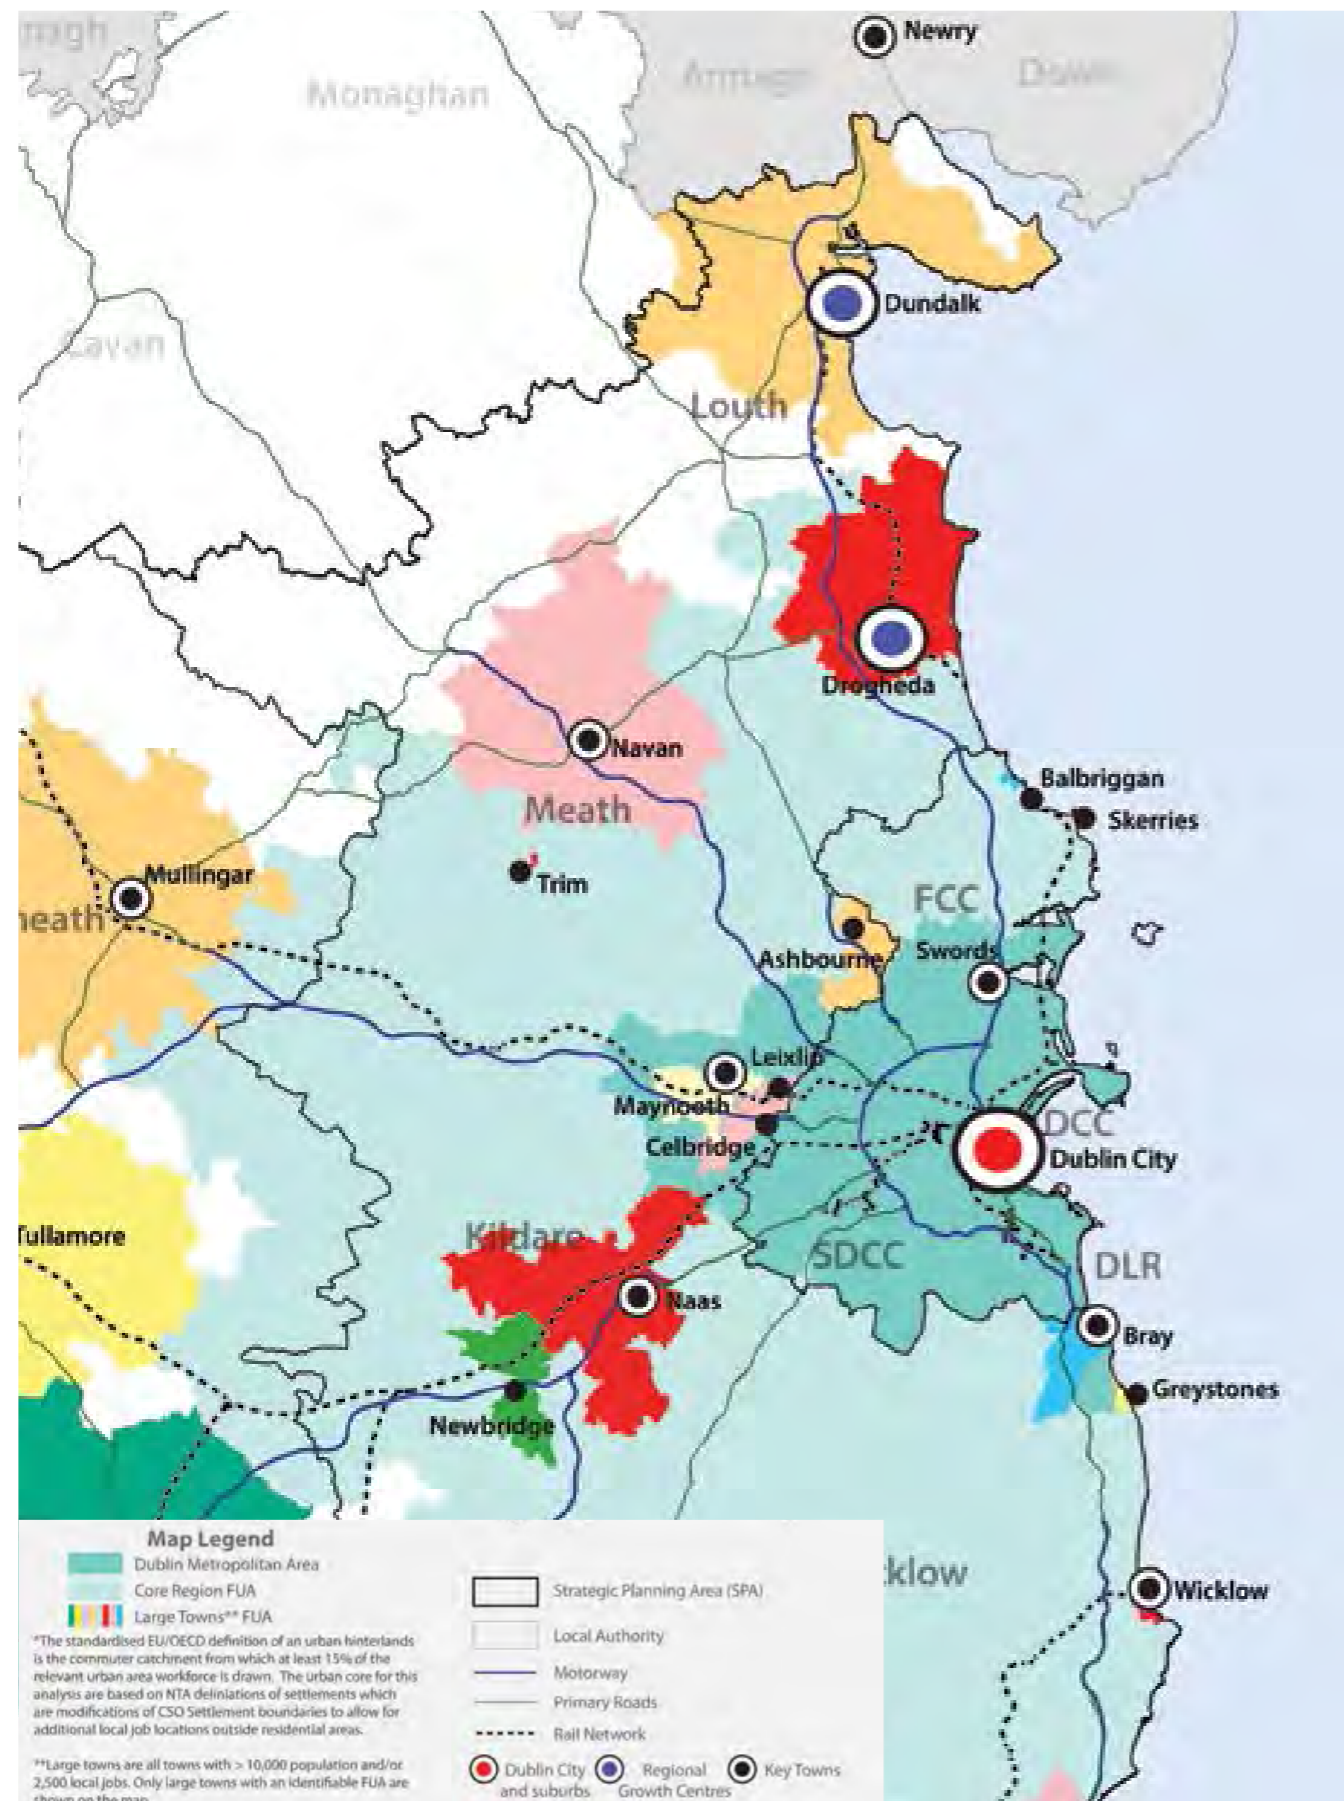 Newry
Monaghan
Down
Dundalk
Cavan
Louth
Drogheda
Navan
Balbriggan
Meath
Skerries
Mullingar
Trim
FCC
neath
Ashbourne
Swords
Leixlip
Maynooth
DCC
Celbridge
Dublin City
Tullamore
Kildare
SDCC
DLR
Naas
Bray
Greystones
Newbridge
cklow
Wicklow
Map Legend
Dublin Metropolitan Area
Core Region FUA
Large Towns** FUA
*The standardised EU/OECD definition of an urban hinterlands
is the commuter catchment from which at least 15% of the
relevant urban area workforce is drawn. The urban core for this
analysis are based on NTA deliniations of settlements which
are modifications of CSO Settlement boundaries to allow for
additional local job locations outside residential areas.
**Large towns are all towns with > 10,000 population and/or
2,500 local jobs. Only large towns with an identifiable FUA are
shown on the map
Strategic Planning Area (SPA)
Local Authority
Motorway
Primary Roads
Rail Network
Dublin City
and suburbs
Regional
Growth Centres
Key Towns